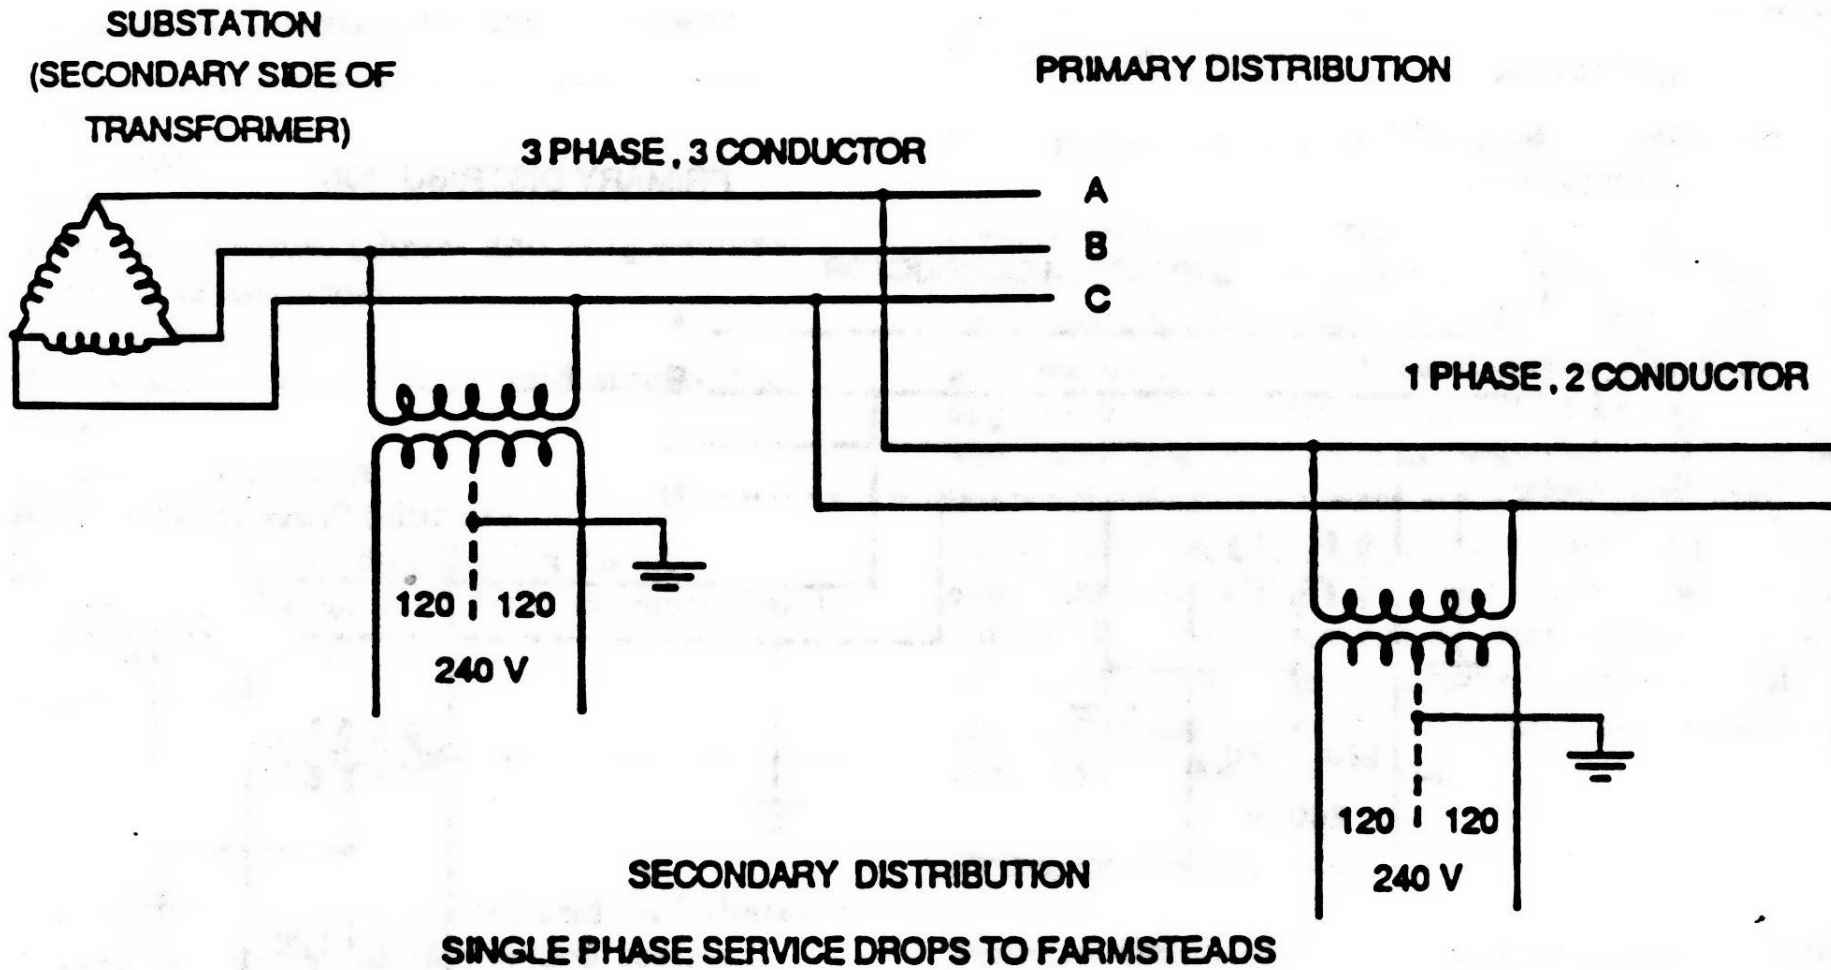 SUBSTATION
(SECONDARY SIDE OF
TRANSFORMER)
PRIMARY DISTRIBUTION
3 PHASE, 3 CONDUCTOR
A
B
C
1 PHASE, 2 CONDUCTOR
120 120
240 V
120 120
240 V
SECONDARY DISTRIBUTION
SINGLE PHASE SERVICE DROPS TO FARMSTEADS